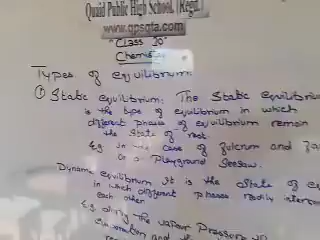 Quaid Public High School. (Regd.)
www.qpsqta.com
"Class 10"
Chemistry
Types of equilibrium:
① Static equilibrium: The Static equilibrium
is the type of equilibrium in which
different phases of equilibrium remain
the State of rest
E.g in the case of fulcrum and
Or a Playground Seesaw.
Dynamic equilibrium It is the State of
in which different phases readily
each other
E.g. along the vapour Pressure
and the